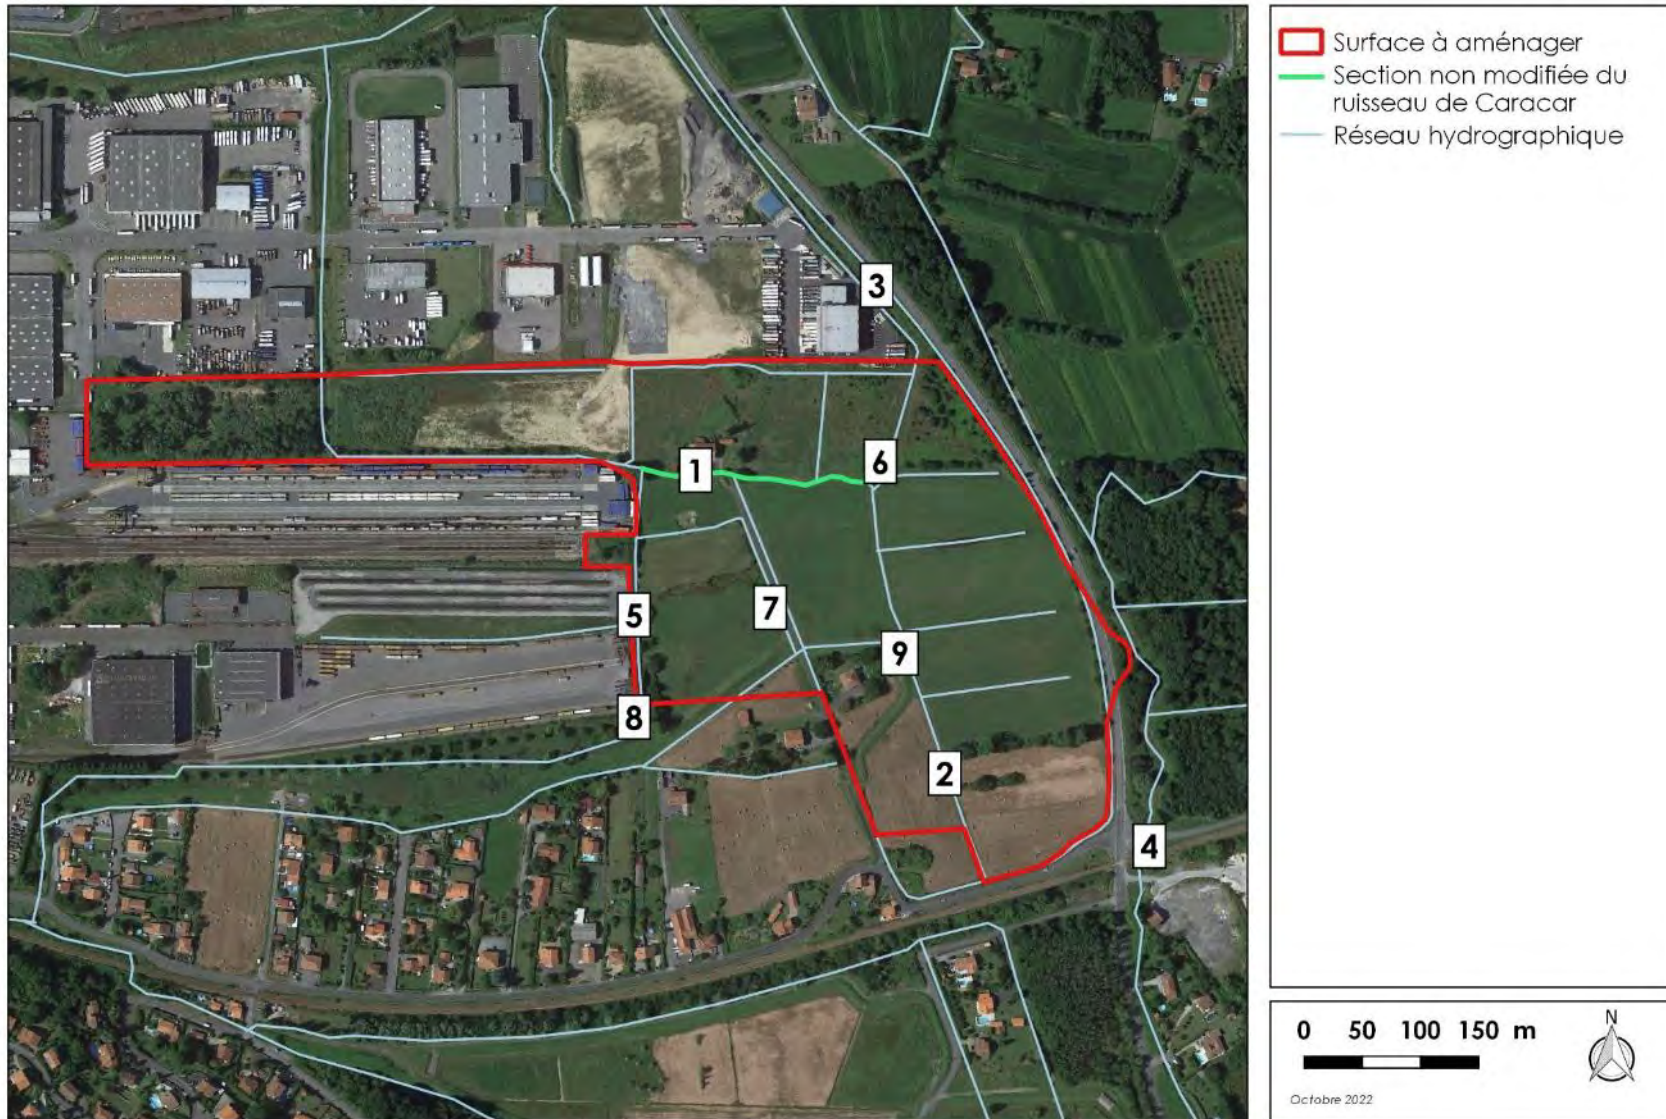 Surface à aménager
Section non modifiée du
ruisseau de Caracar
Réseau hydrographique
3
1
6
5
7
9
8
2
4
0 50 100 150 m
N
Octobre 2022